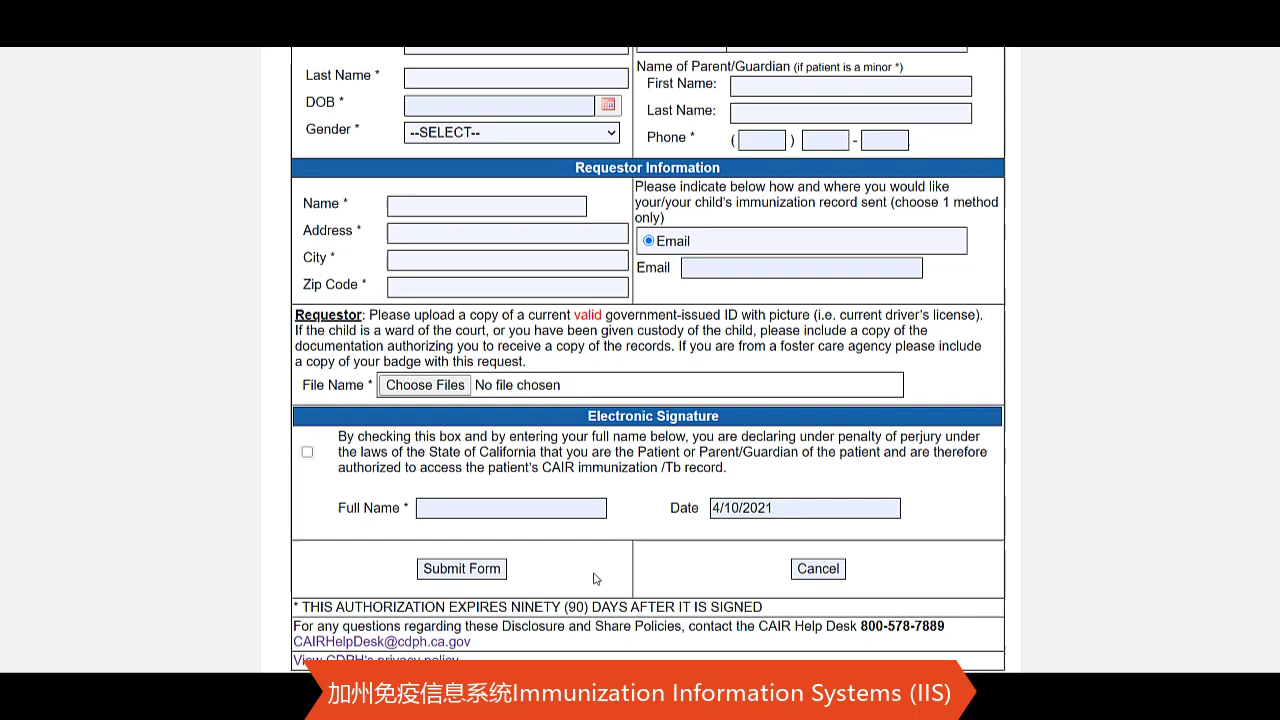 Last Name *
DOB *
Gender * --SELECT--
Name of Parent/Guardian (if patient is a minor *)
First Name:
Last Name:
Phone * ( ) -
Requestor Information
Name *
Address *
City *
Zip Code *
Please indicate below how and where you would like
your/your child's immunization record sent (choose 1 method
only)
Email
Email
Requestor: Please upload a copy of a current valid government-issued ID with picture (i.e. current driver's license).
If the child is a ward of the court, or you have been given custody of the child, please include a copy of the
documentation authorizing you to receive a copy of the records. If you are from a foster care agency please include
a copy of your badge with this request.
File Name * Choose Files No file chosen
Electronic Signature
By checking this box and by entering your full name below, you are declaring under penalty of perjury under
the laws of the State of California that you are the Patient or Parent/Guardian of the patient and are therefore
authorized to access the patient's CAIR immunization /Tb record.
Full Name * Date 4/10/2021
Submit Form Cancel
* THIS AUTHORIZATION EXPIRES NINETY (90) DAYS AFTER IT IS SIGNED
For any questions regarding these Disclosure and Share Policies, contact the CAIR Help Desk 800-578-7889
CAIRHelpDesk@cdph.ca.gov
View CDPH's privacy policy
加州免疫信息系统Immunization Information Systems (IIS)